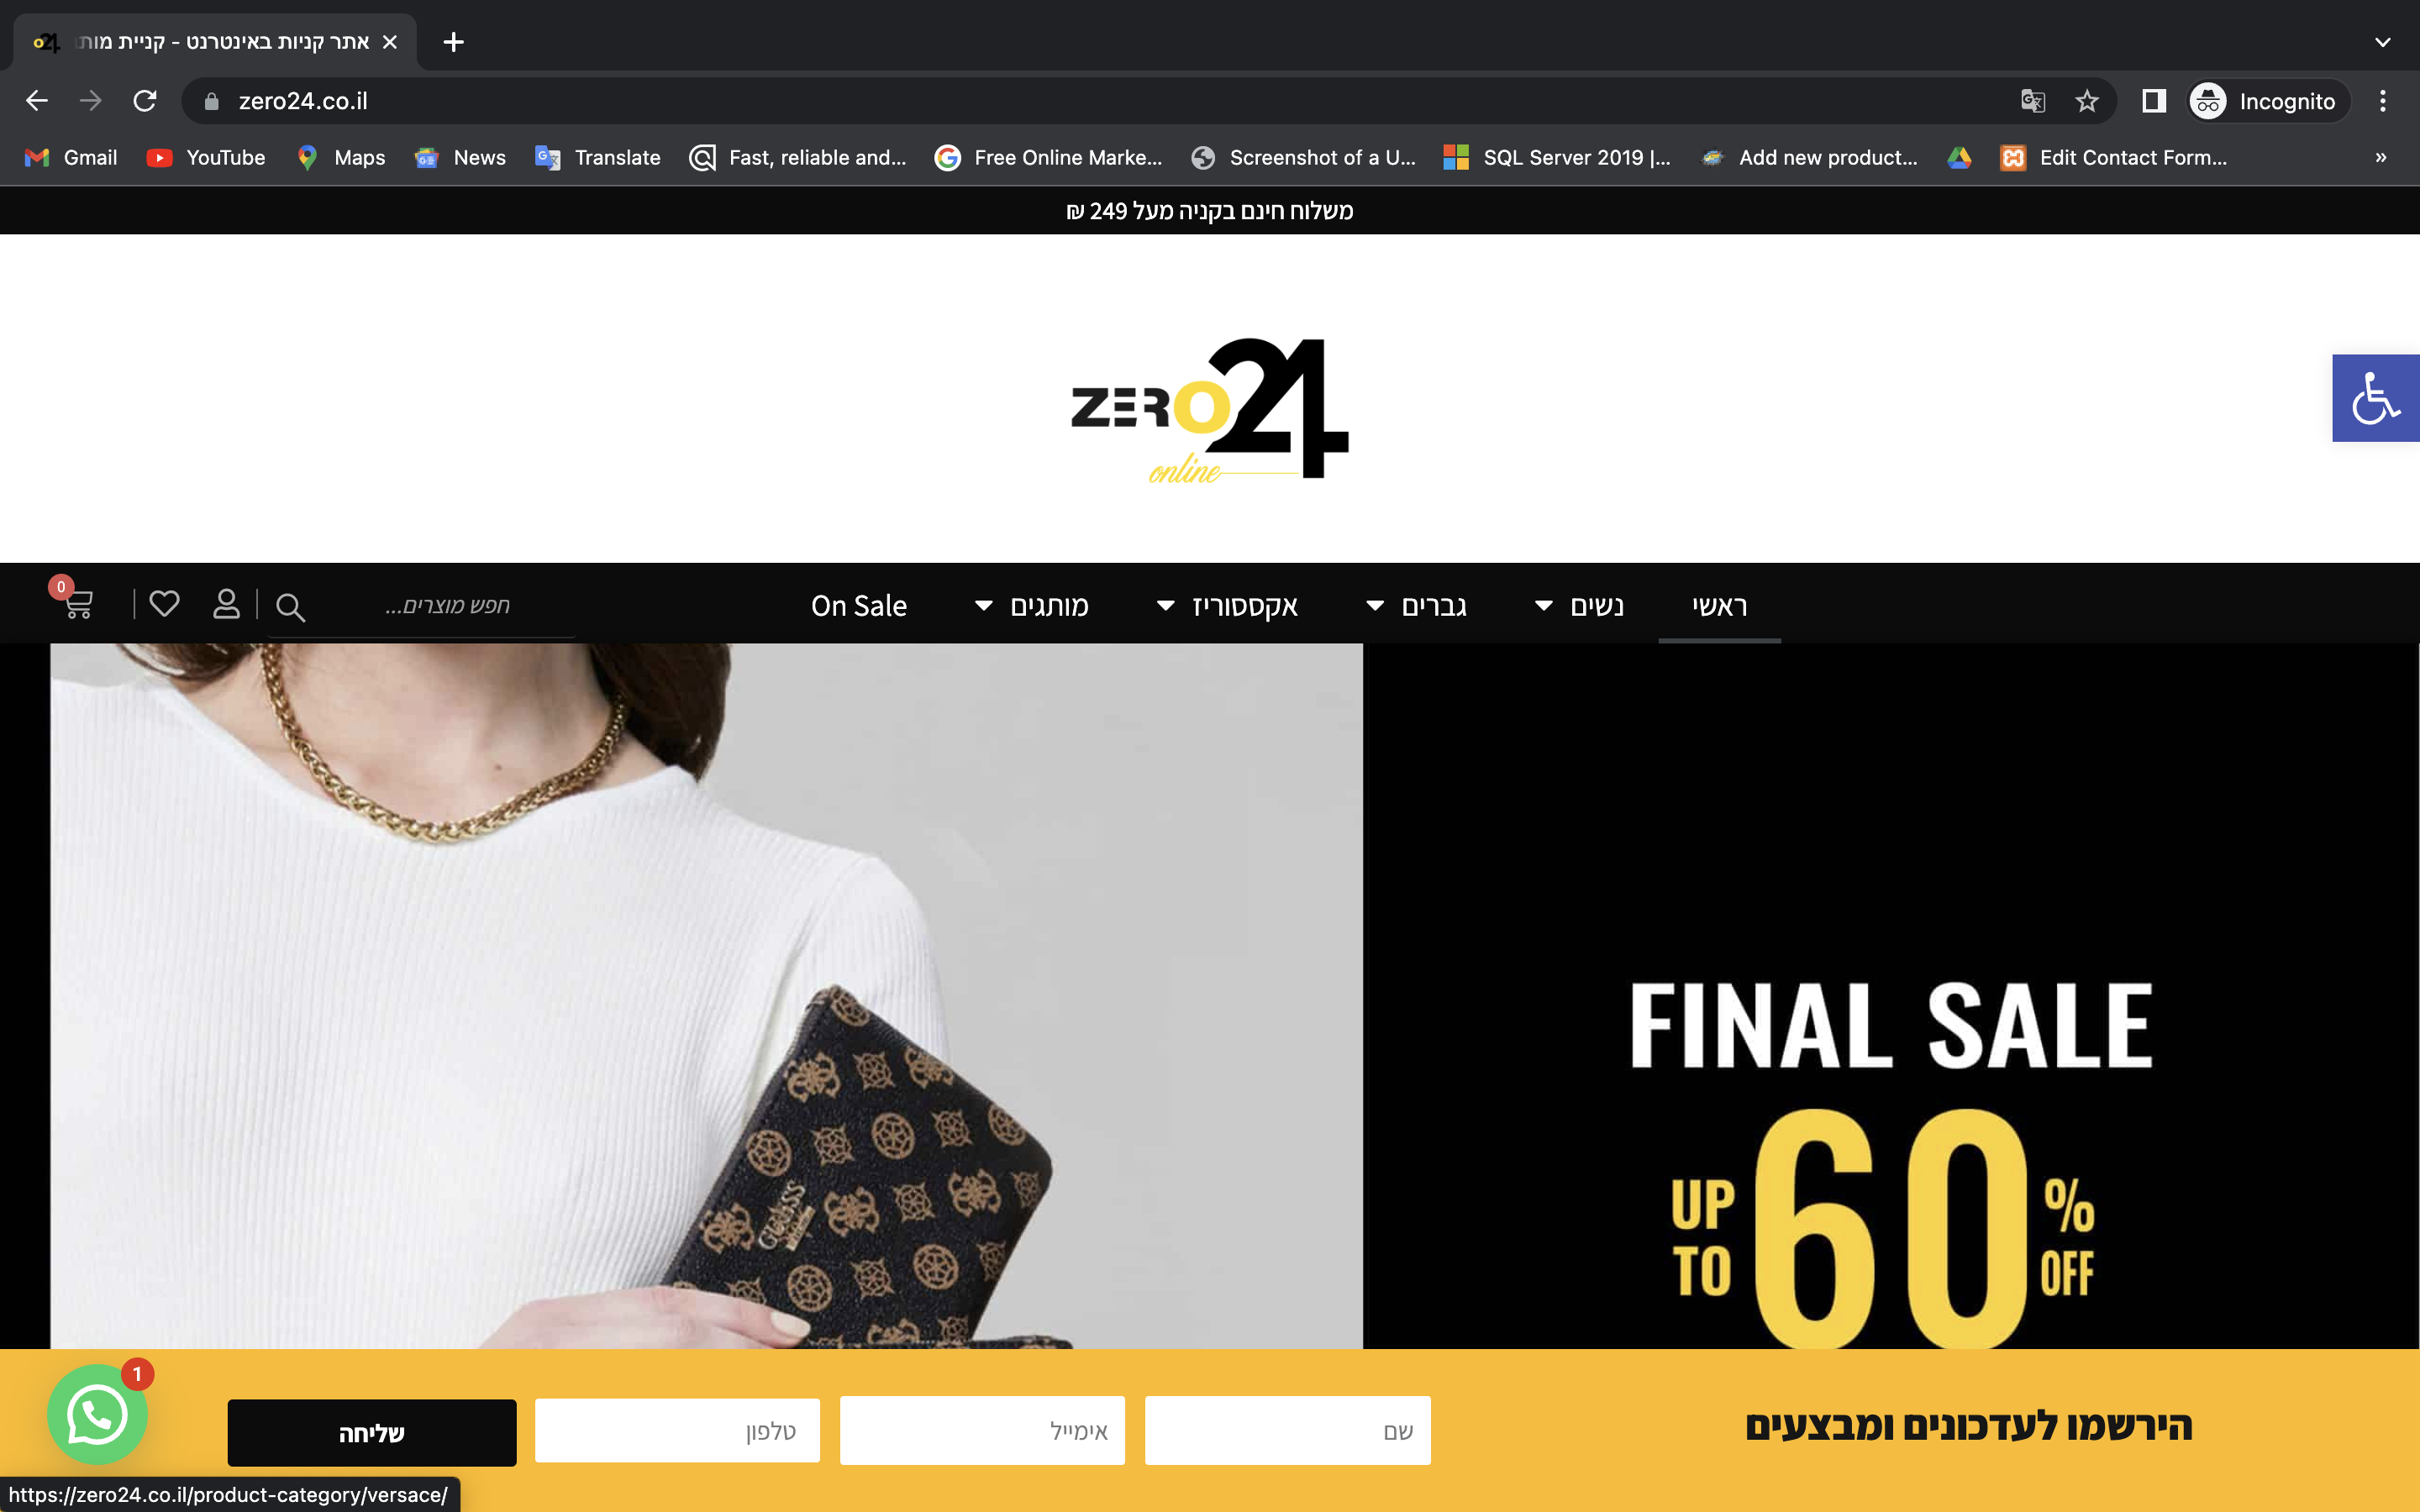 אתר קניות באינטרנט - קניית מות
zero24.co.il
Incognito
Gmail
YouTube
Maps
News
Translate
Fast, reliable and...
Free Online Marke...
Screenshot of a U...
SQL Server 2019 |...
Add new product...
Edit Contact Form...
»
משלוח חינם בקניה מעל 249 ₪
ZERO24
online
ראשי
נשים
גברים
אקססוריז
מותגים
On Sale
חפש מוצרים...
0
GUESS
FINAL SALE
UP TO 60% OFF
הירשמו לעדכונים ומבצעים
שם
אימייל
טלפון
שליחה
1
https://zero24.co.il/product-category/versace/